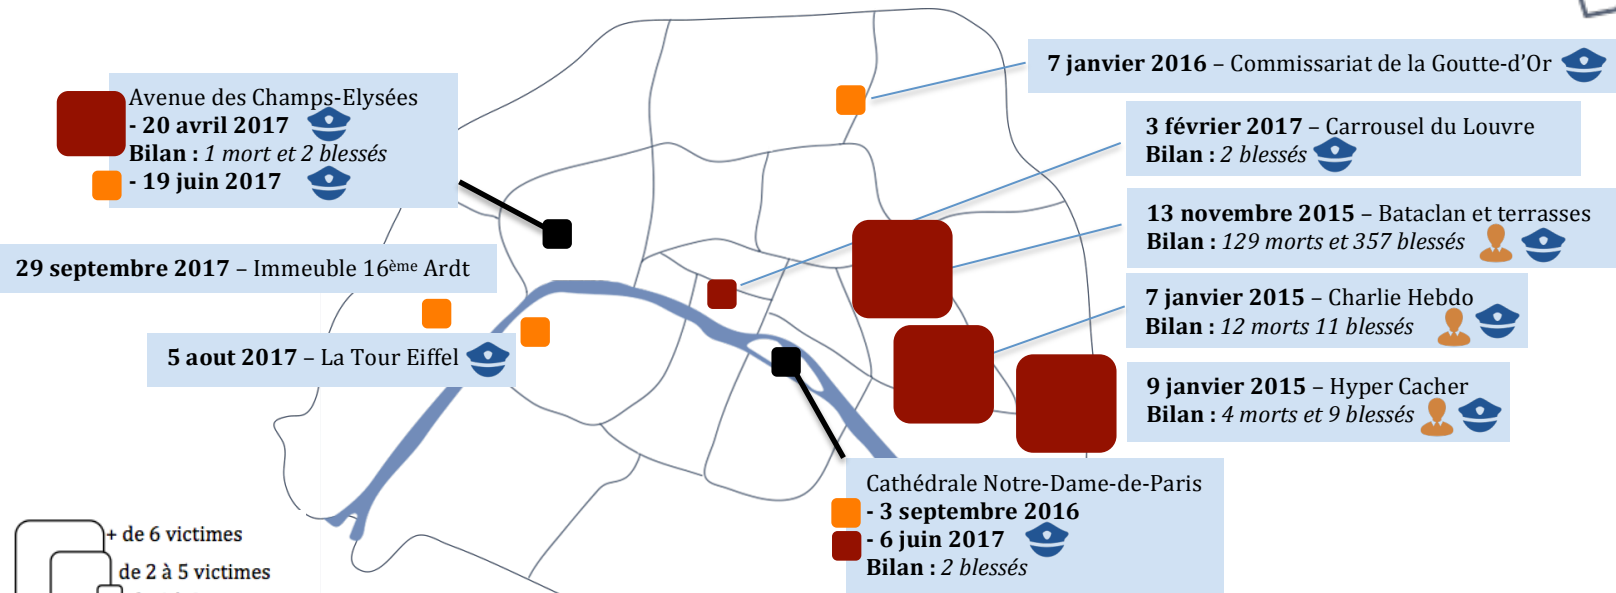 7 janvier 2016 – Commissariat de la Goutte-d'Or
Avenue des Champs-Elysées
- 20 avril 2017
Bilan : 1 mort et 2 blessés
- 19 juin 2017
3 février 2017 – Carrousel du Louvre
Bilan : 2 blessés
13 novembre 2015 – Bataclan et terrasses
Bilan : 129 morts et 357 blessés
29 septembre 2017 – Immeuble 16ème Ardt
7 janvier 2015 – Charlie Hebdo
Bilan : 12 morts 11 blessés
5 aout 2017 – La Tour Eiffel
9 janvier 2015 – Hyper Cacher
Bilan : 4 morts et 9 blessés
Cathédrale Notre-Dame-de-Paris
- 3 septembre 2016
- 6 juin 2017
Bilan : 2 blessés
+ de 6 victimes
de 2 à 5 victimes